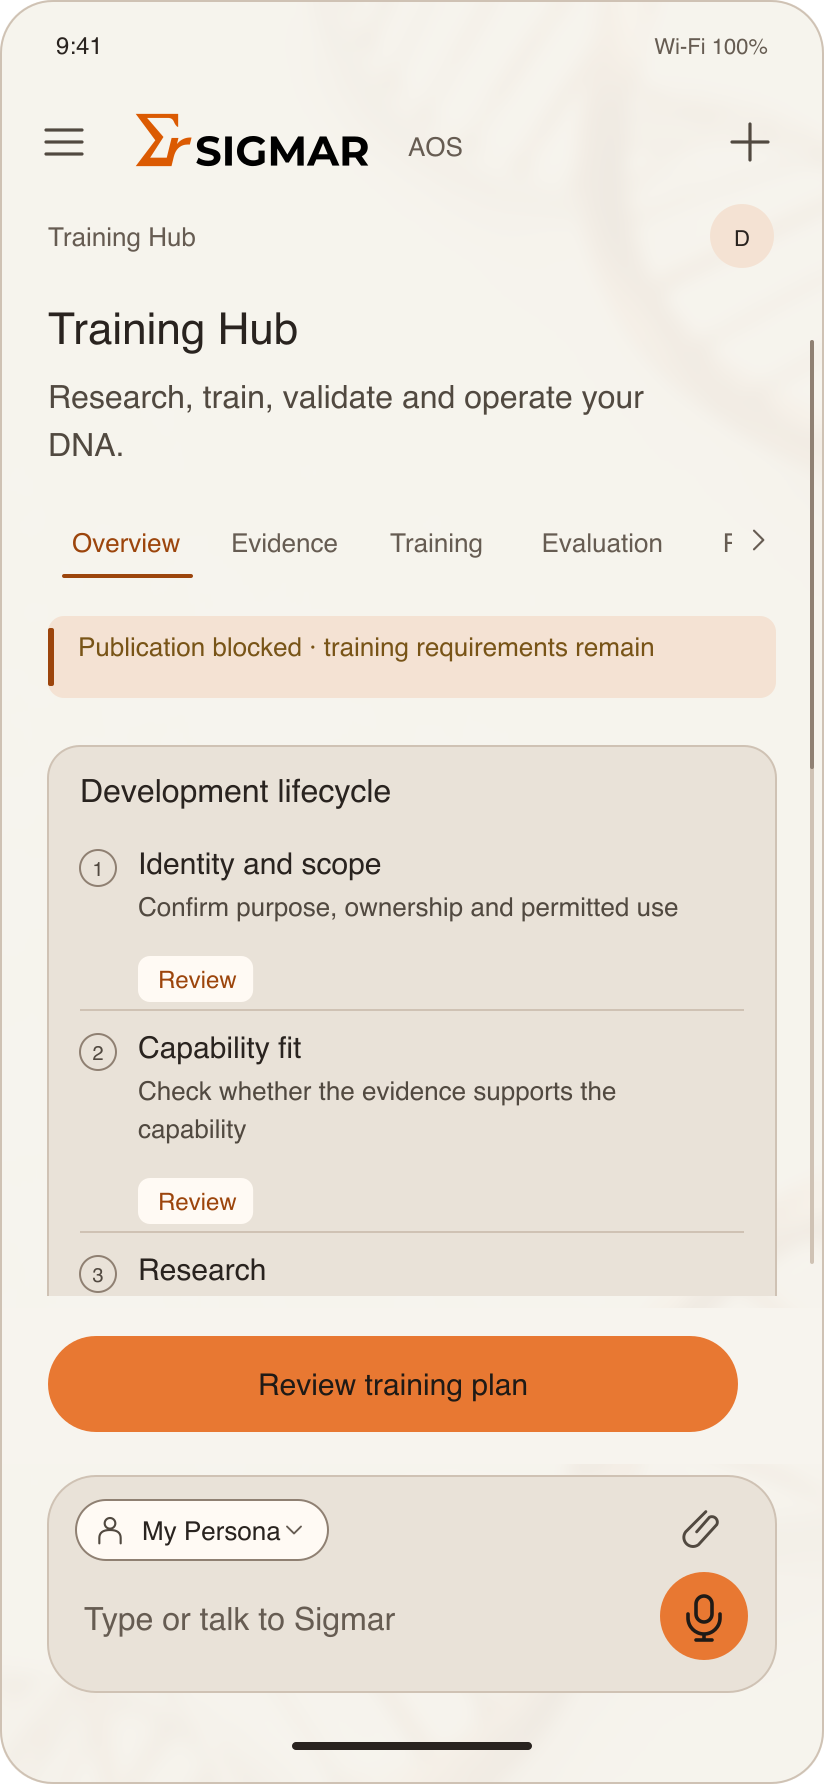 9:41
Wi-Fi 100%
Σr SIGMAR
AOS
Training Hub
D
Training Hub
Research, train, validate and operate your
DNA.
Overview
Evidence
Training
Evaluation
Publication blocked · training requirements remain
Development lifecycle
1
Identity and scope
Confirm purpose, ownership and permitted use
Review
2
Capability fit
Check whether the evidence supports the
capability
Review
3
Research
Review training plan
My Persona
Type or talk to Sigmar